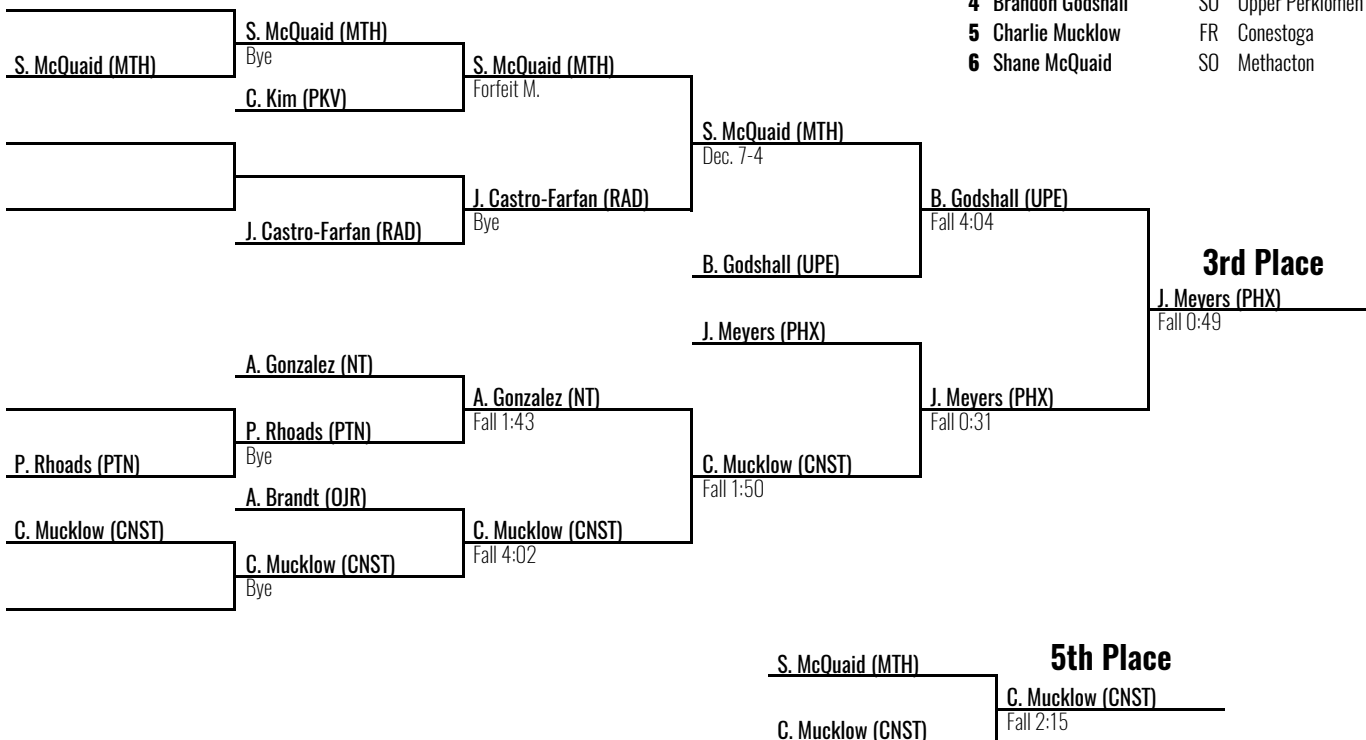 4 Brandon Godshall SO Upper Perkiomen
5 Charlie Mucklow FR Conestoga
6 Shane McQuaid SO Methacton
S. McQuaid (MTH)
S. McQuaid (MTH)
Bye
C. Kim (PKV)
S. McQuaid (MTH)
Forfeit M.
S. McQuaid (MTH)
Dec. 7-4
J. Castro-Farfan (RAD)
J. Castro-Farfan (RAD)
Bye
B. Godshall (UPE)
B. Godshall (UPE)
Fall 4:04
3rd Place
J. Meyers (PHX)
Fall 0:49
J. Meyers (PHX)
J. Meyers (PHX)
Fall 0:31
A. Gonzalez (NT)
A. Gonzalez (NT)
Fall 1:43
P. Rhoads (PTN)
P. Rhoads (PTN)
Bye
C. Mucklow (CNST)
Fall 1:50
A. Brandt (OJR)
C. Mucklow (CNST)
C. Mucklow (CNST)
Bye
C. Mucklow (CNST)
Fall 4:02
5th Place
S. McQuaid (MTH)
C. Mucklow (CNST)
C. Mucklow (CNST)
Fall 2:15